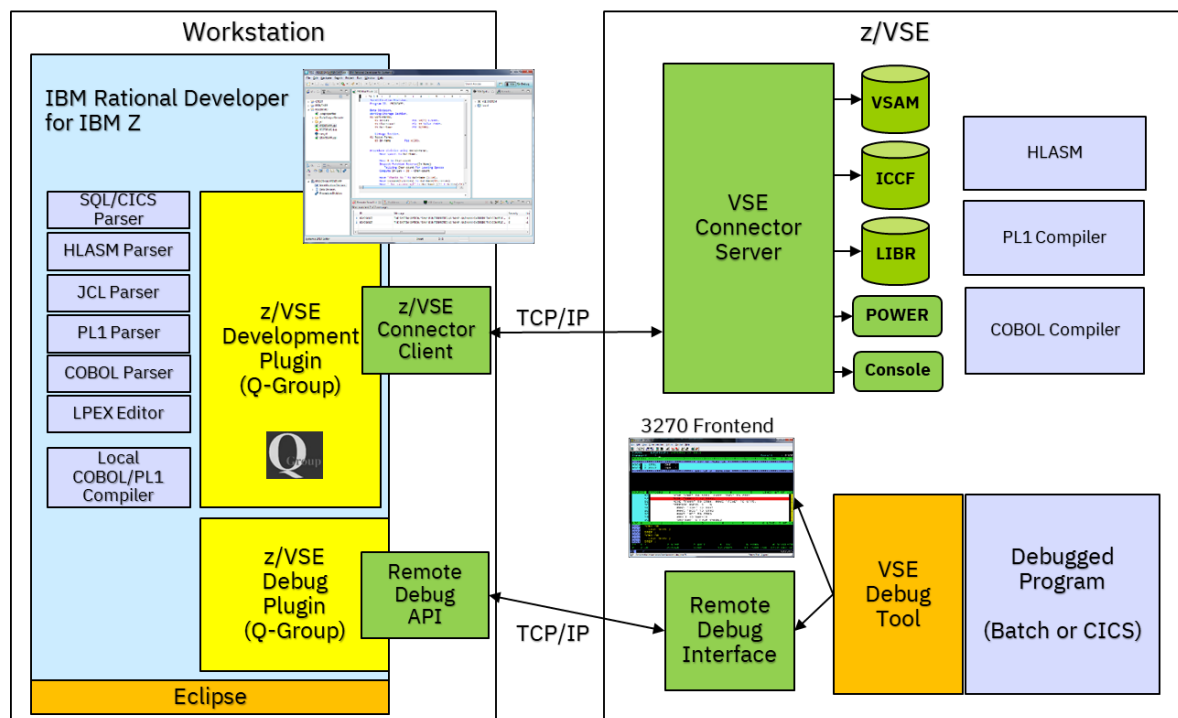 Workstation
IBM Rational Developer
for IBM Z
SQL/CICS
Parser
HLASM Parser
JCL Parser
PL1 Parser
COBOL Parser
LPEX Editor
Local
COBOL/PL1
Compiler
z/VSE
Development
Plugin
(Q-Group)
Q
Group
z/VSE
Connector
Client
z/VSE
Debug
Plugin
(Q-Group)
Remote
Debug
API
Eclipse
TCP/IP
TCP/IP
z/VSE
VSE
Connector
Server
VSAM
ICCF
LIBR
POWER
Console
HLASM
PL1 Compiler
COBOL Compiler
3270 Frontend
Remote
Debug
Interface
VSE
Debug
Tool
Debugged
Program
(Batch or CICS)